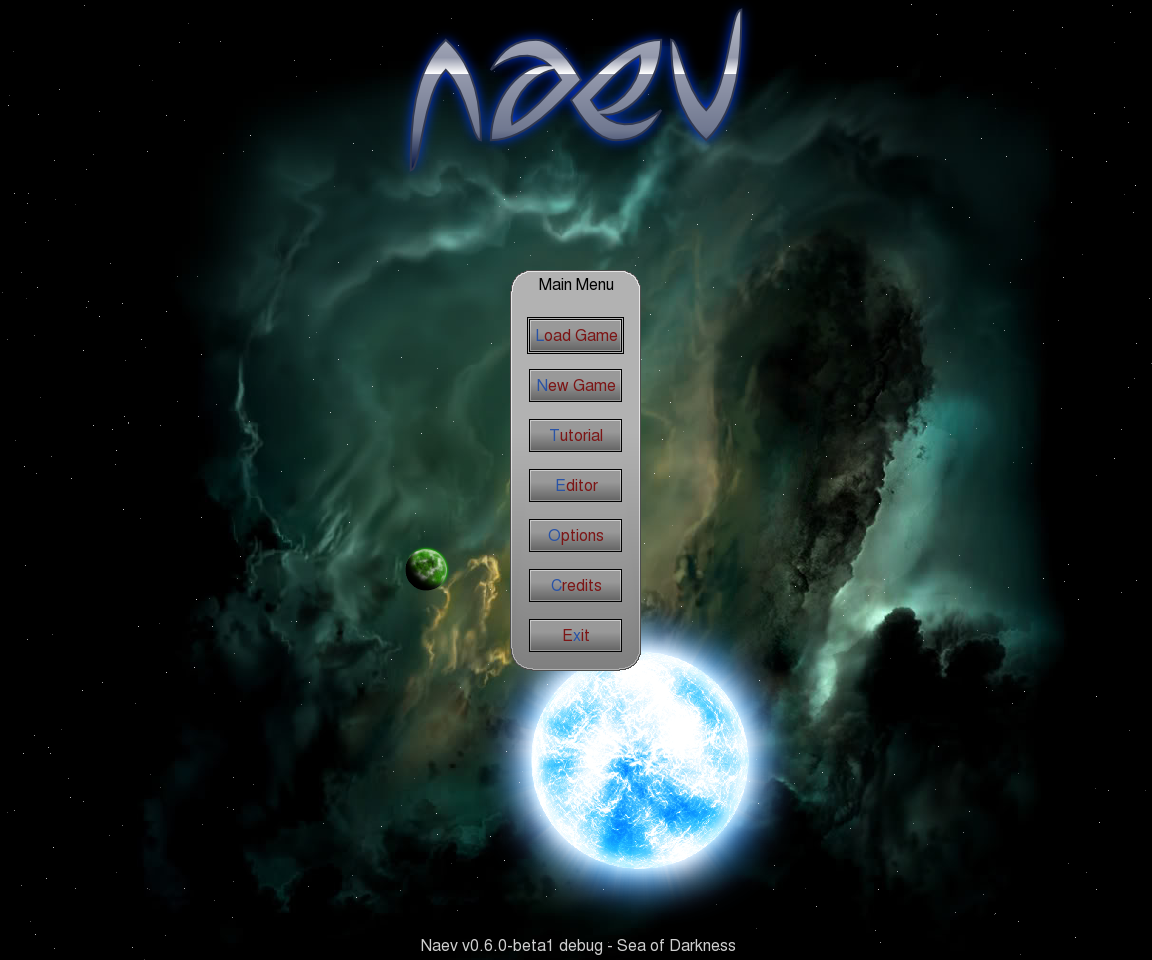 naev
Main Menu
Load Game
New Game
Tutorial
Editor
Options
Credits
Exit
Naev v0.6.0-beta1 debug - Sea of Darkness